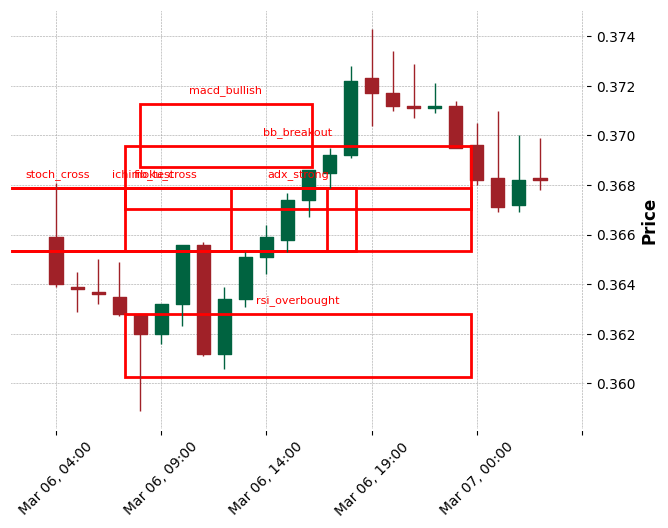 0.374
macd_bullish
0.372
bb_breakout
0.370
stoch_cross
adx_strong
0.368
Price
0.366
0.364
rsi_overbought
0.362
0.360
Mar 06, 04:00
Mar 06, 09:00
Mar 06, 14:00
Mar 06, 19:00
Mar 07, 00:00